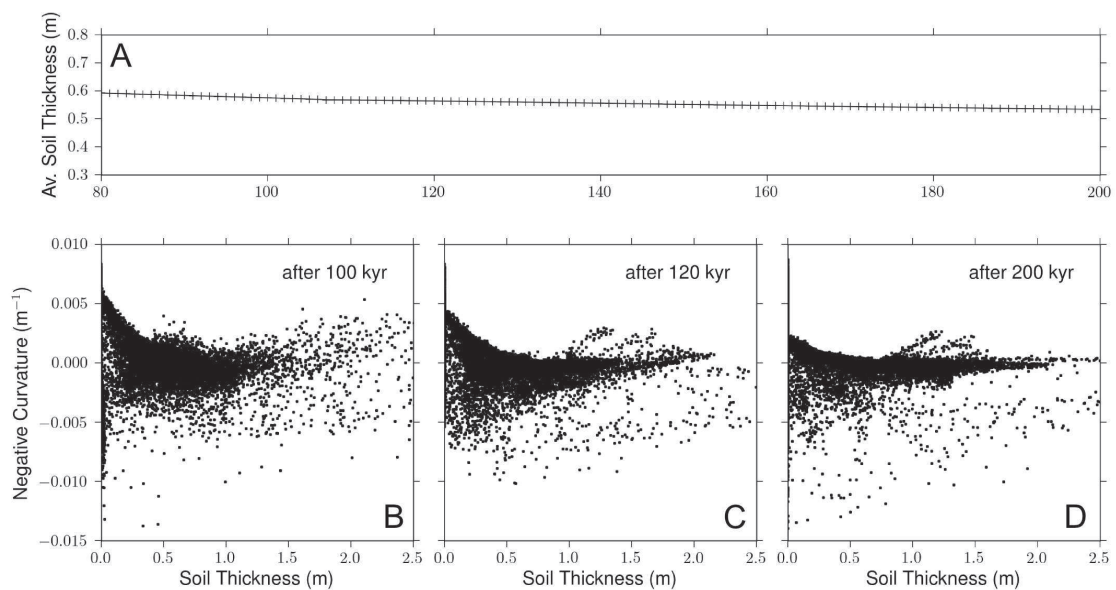 A
Av. Soil Thickness (m)
0.8
0.7
0.6
0.5
0.4
0.3
80 100 120 140 160 180 200
Negative Curvature (m⁻¹)
0.010
0.005
0.000
−0.005
−0.010
−0.015
after 100 kyr
B
0.0 0.5 1.0 1.5 2.0 2.5
Soil Thickness (m)
after 120 kyr
C
0.0 0.5 1.0 1.5 2.0 2.5
Soil Thickness (m)
after 200 kyr
D
0.0 0.5 1.0 1.5 2.0 2.5
Soil Thickness (m)